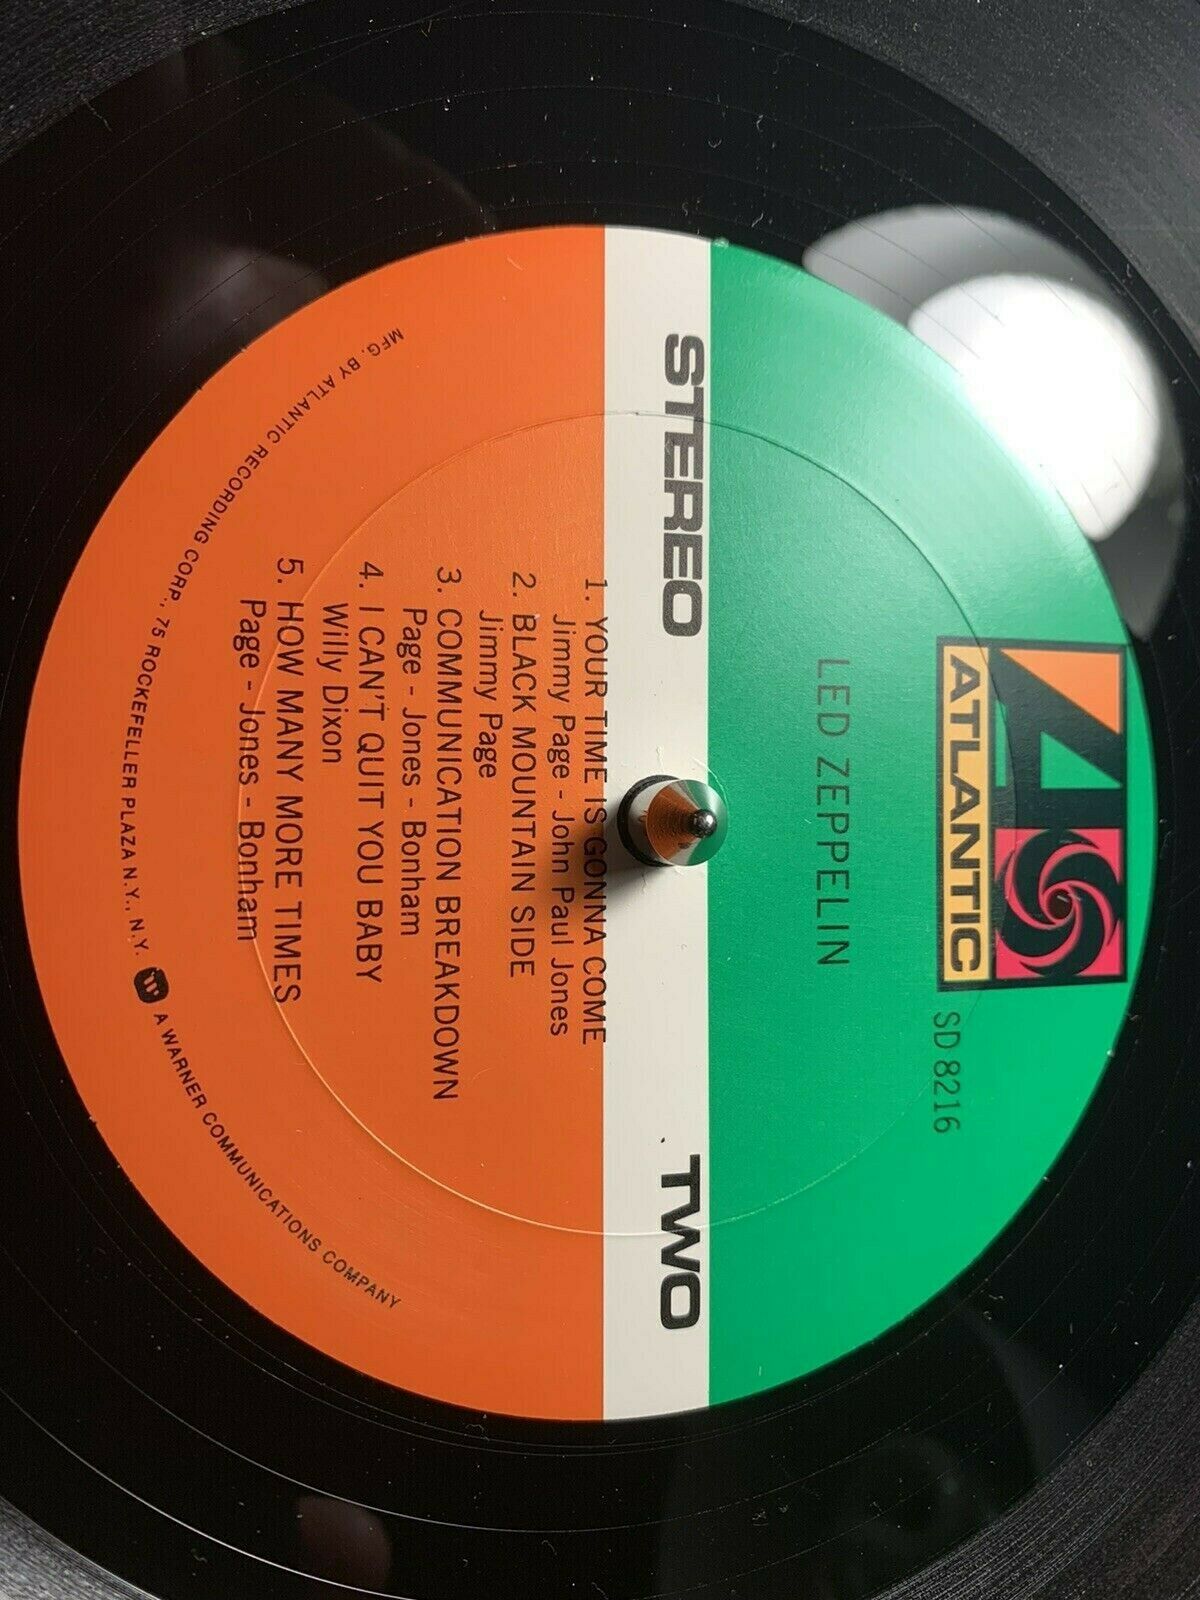 ATLANTIC
SD 8216
LED ZEPPELIN
STEREO TWO
1. YOUR TIME IS GONNA COME
Jimmy Page - John Paul Jones
2. BLACK MOUNTAIN SIDE
Jimmy Page
3. COMMUNICATION BREAKDOWN
Page - Jones - Bonham
4. I CAN'T QUIT YOU BABY
Willy Dixon
5. HOW MANY MORE TIMES
Page - Jones - Bonham
MFG. BY ATLANTIC RECORDING CORP., 75 ROCKEFELLER PLAZA N.Y., N.Y. A WARNER COMMUNICATIONS COMPANY